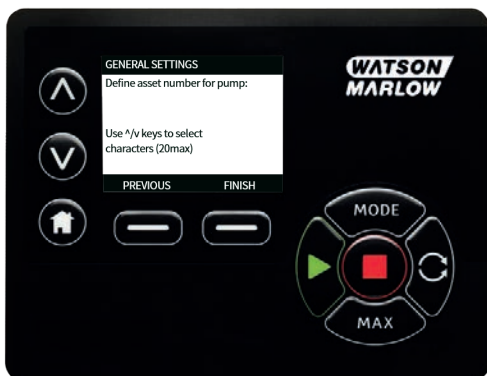 GENERAL SETTINGS
Define asset number for pump:
Use ^/v keys to select
characters (20max)
PREVIOUS FINISH
WATSON
MARLOW
MODE
MAX